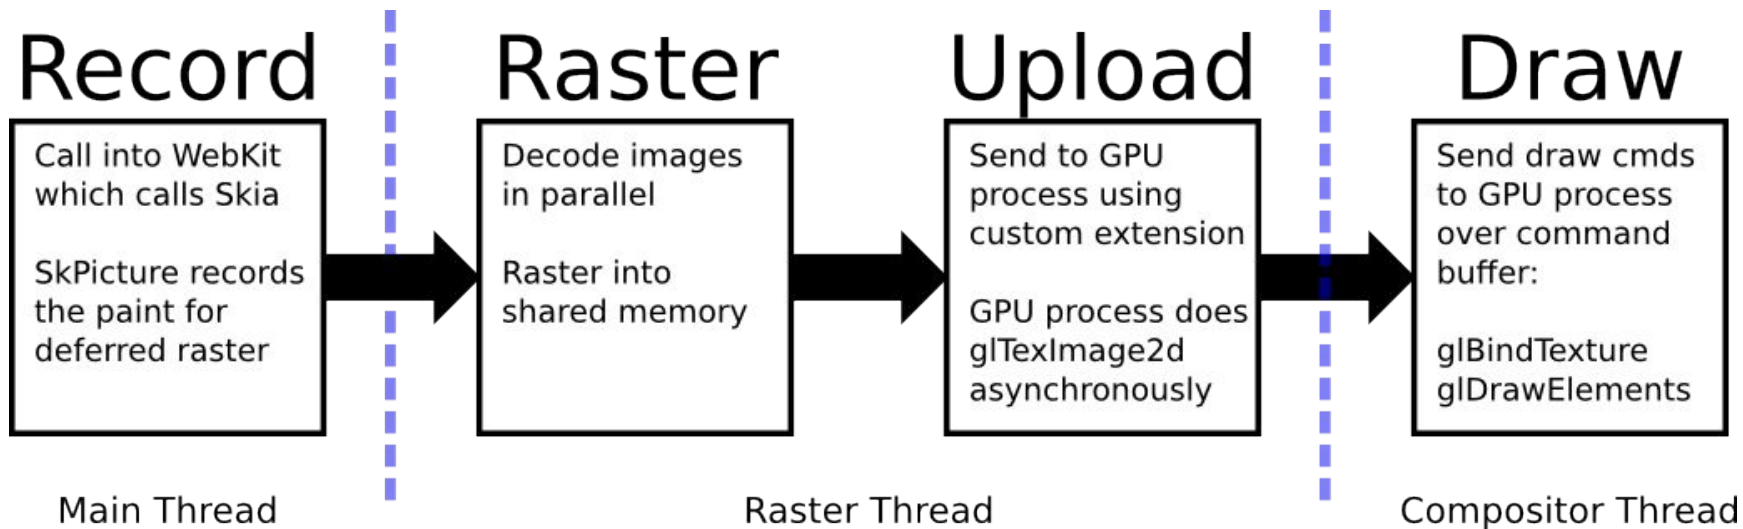 Record
Call into WebKit
which calls Skia
SkPicture records
the paint for
deferred raster
Raster
Decode images
in parallel
Raster into
shared memory
Upload
Send to GPU
process using
custom extension
GPU process does
glTexImage2d
asynchronously
Draw
Send draw cmds
to GPU process
over command
buffer:
glBindTexture
glDrawElements
Main Thread
Raster Thread
Compositor Thread